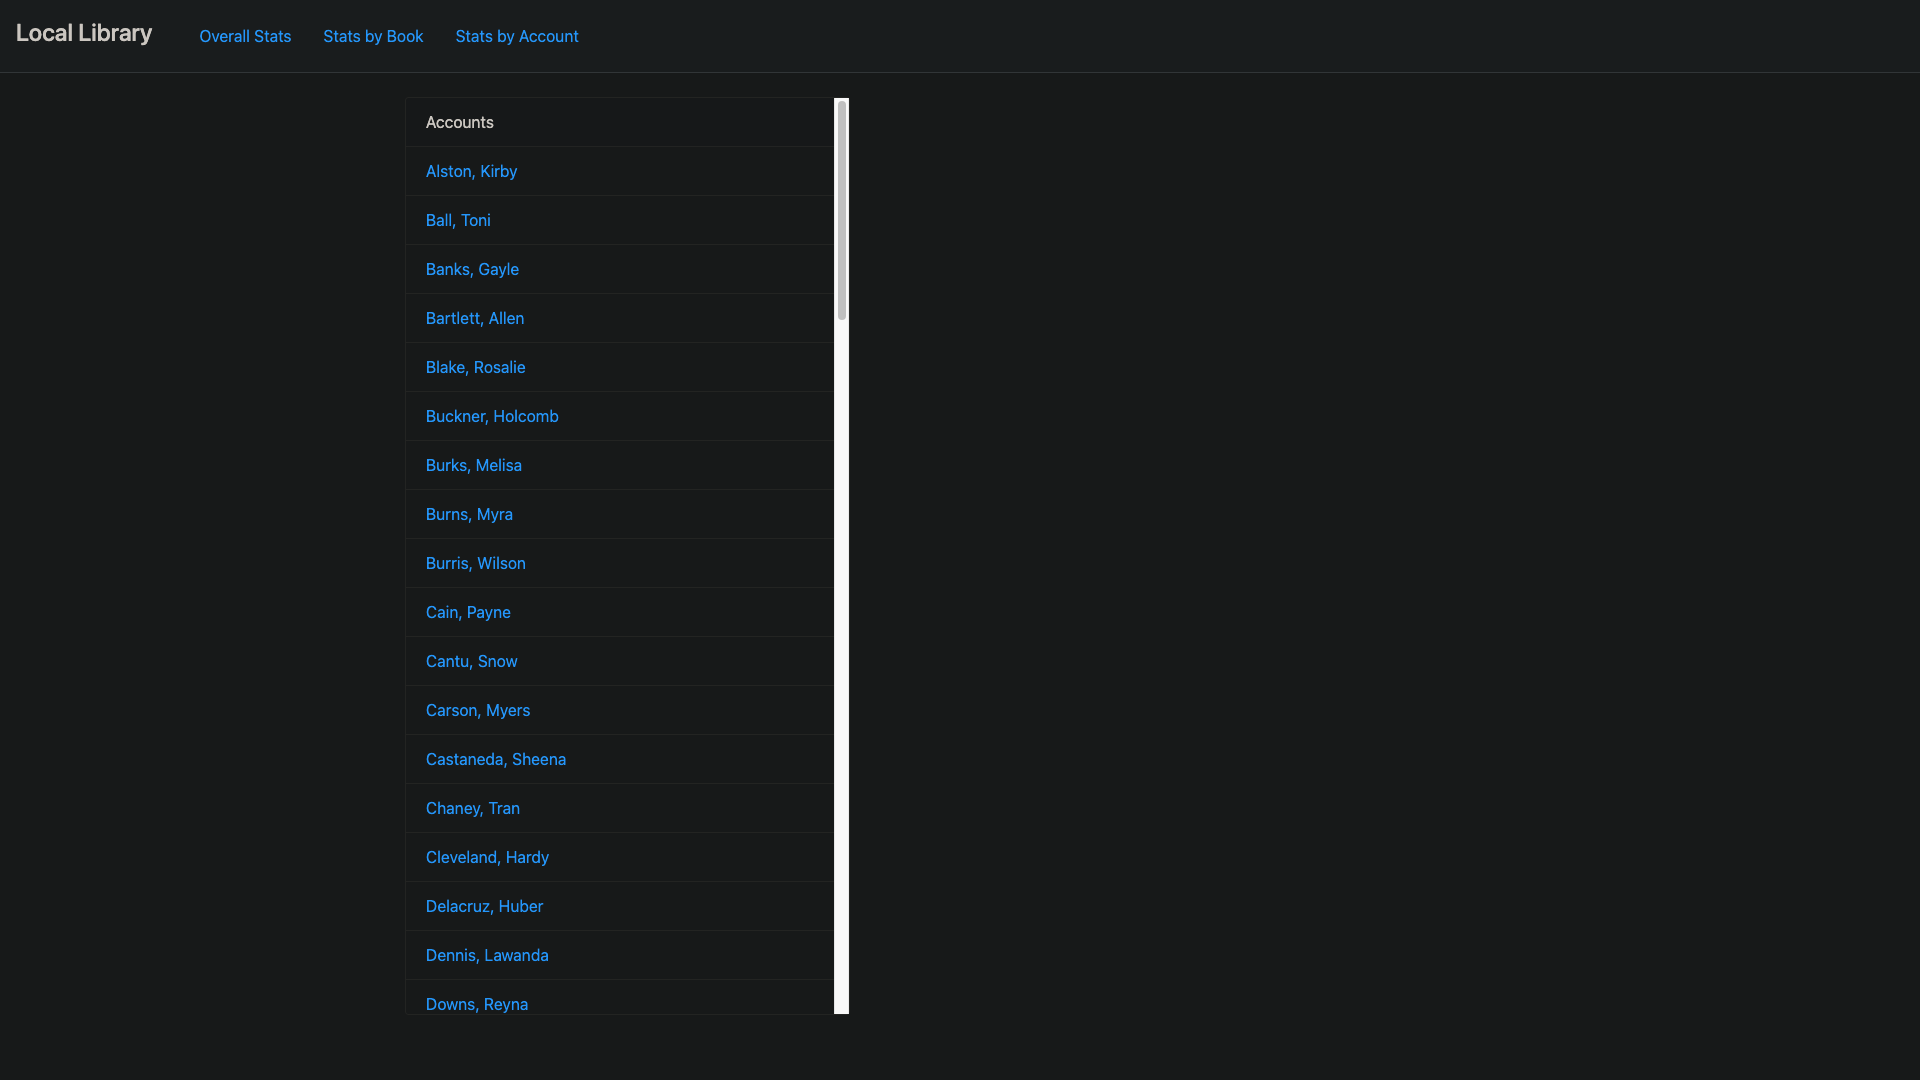 Local Library
Overall Stats
Stats by Book
Stats by Account
Accounts
Alston, Kirby
Ball, Toni
Banks, Gayle
Bartlett, Allen
Blake, Rosalie
Buckner, Holcomb
Burks, Melisa
Burns, Myra
Burris, Wilson
Cain, Payne
Cantu, Snow
Carson, Myers
Castaneda, Sheena
Chaney, Tran
Cleveland, Hardy
Delacruz, Huber
Dennis, Lawanda
Downs, Reyna